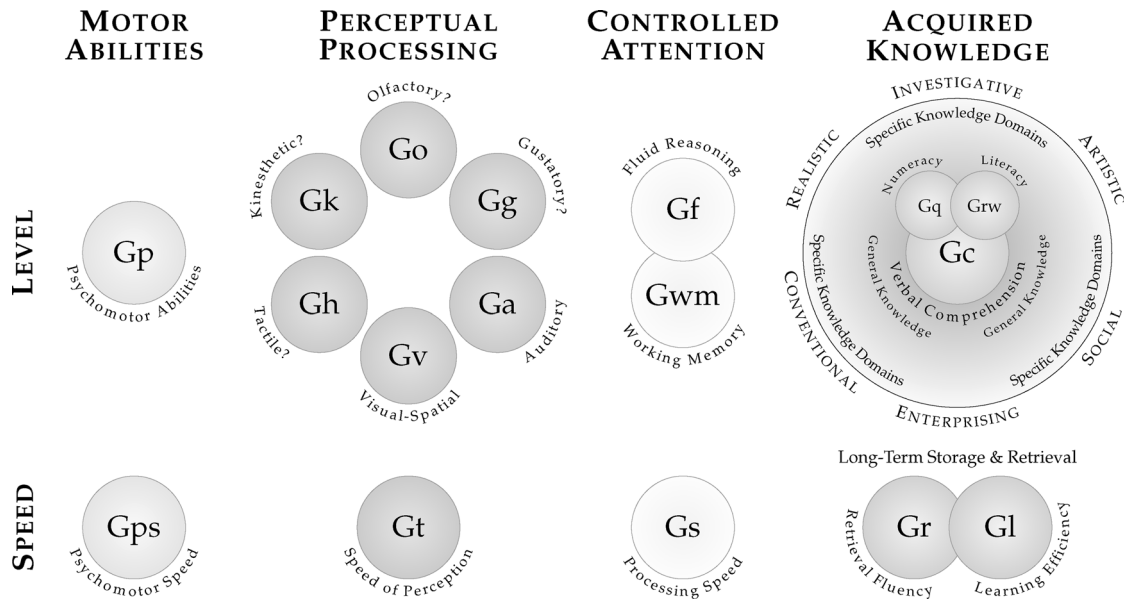 MOTOR
ABILITIES
PERCEPTUAL
PROCESSING
CONTROLLED
ATTENTION
ACQUIRED
KNOWLEDGE
LEVEL
Gp
Psychomotor Abilities
Olfactory?
Go
Kinesthetic?
Gk
Gustatory?
Gg
Gh
Tactile?
Ga
Auditory
Gv
Visual-Spatial
Fluid Reasoning
Gf
Gwm
Working Memory
INVESTIGATIVE
REALISTIC
ARTISTIC
Specific Knowledge Domains
Numeracy
Literacy
Gq
Grw
Gc
Verbal Comprehension
General Knowledge
General Knowledge
Specific Knowledge Domains
Specific Knowledge Domains
CONVENTIONAL
SOCIAL
ENTERPRISING
SPEED
Gps
Psychomotor Speed
Gt
Speed of Perception
Gs
Processing Speed
Long-Term Storage & Retrieval
Gr
Retrieval Fluency
Gl
Learning Efficiency